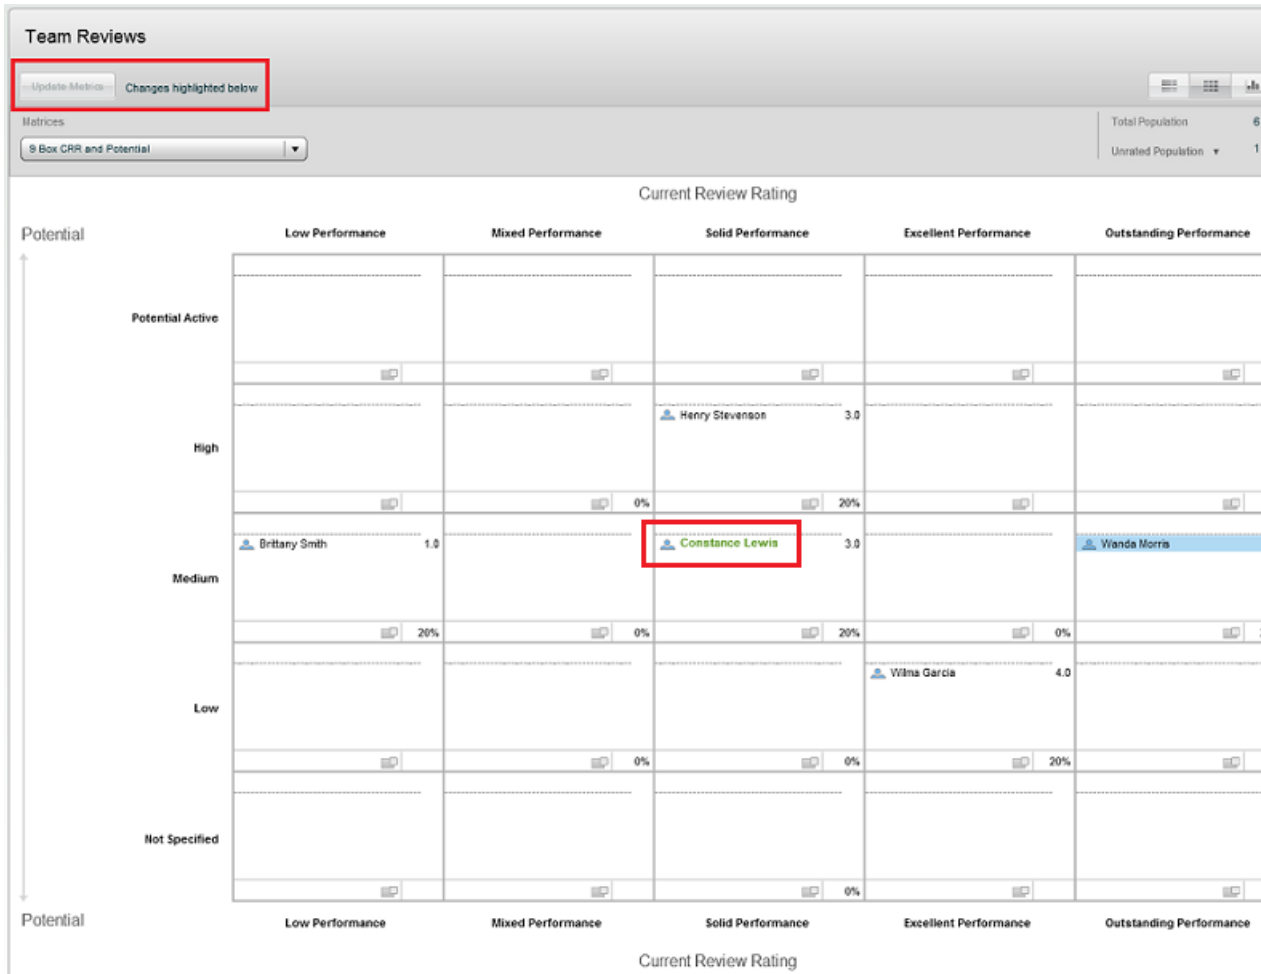 Team Reviews
Update Metrics Changes highlighted below
Matrices
9 Box CRR and Potential
Total Population 6
Unrated Population 1
Current Review Rating
Potential
Low Performance Mixed Performance Solid Performance Excellent Performance Outstanding Performance
Potential Active
Henry Stevenson 3.0
High
0% 20%
Brittany Smith 1.0 Constance Lewis 3.0 Wanda Morris
Medium
20% 0% 20% 0%
Wilma Garcia 4.0
Low
0% 0% 20%
Not Specified
0%
Potential
Low Performance Mixed Performance Solid Performance Excellent Performance Outstanding Performance
Current Review Rating